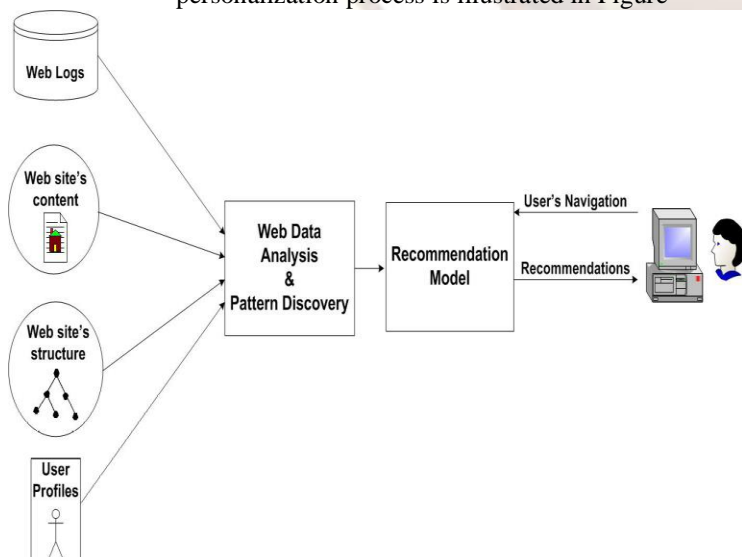 personalization process is illustrated in Figure
Web Logs
Web site's
content
Web site's
structure
User
Profiles
Web Data
Analysis
&
Pattern Discovery
Recommendation
Model
User's Navigation
Recommendations